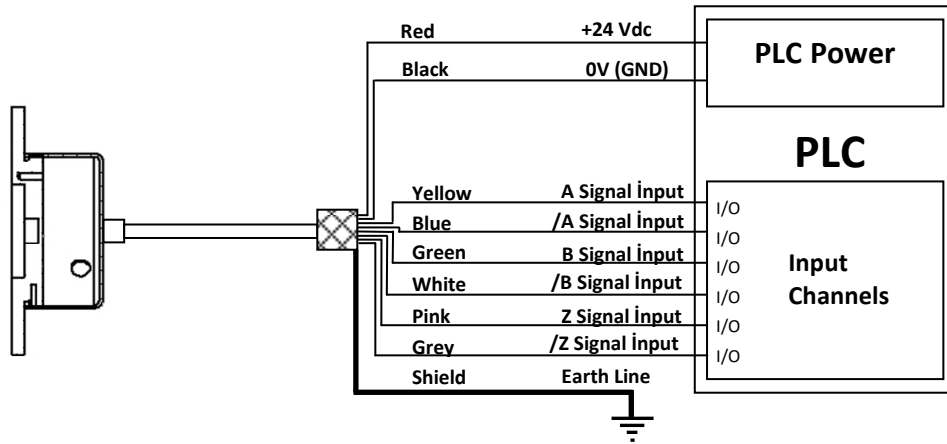 Red +24 Vdc
PLC Power
Black 0V (GND)
PLC
Yellow A Signal İnput
I/O
Blue /A Signal İnput
I/O
Green B Signal İnput
I/O
Input
Channels
White /B Signal İnput
I/O
Pink Z Signal İnput
I/O
Grey /Z Signal İnput
I/O
Shield Earth Line